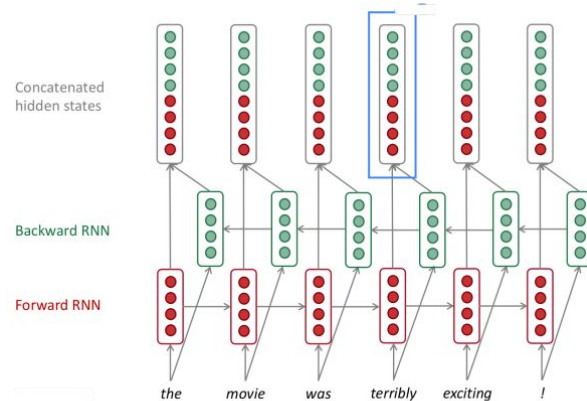 Concatenated
hidden states
Backward RNN
Forward RNN
the movie was terribly exciting !